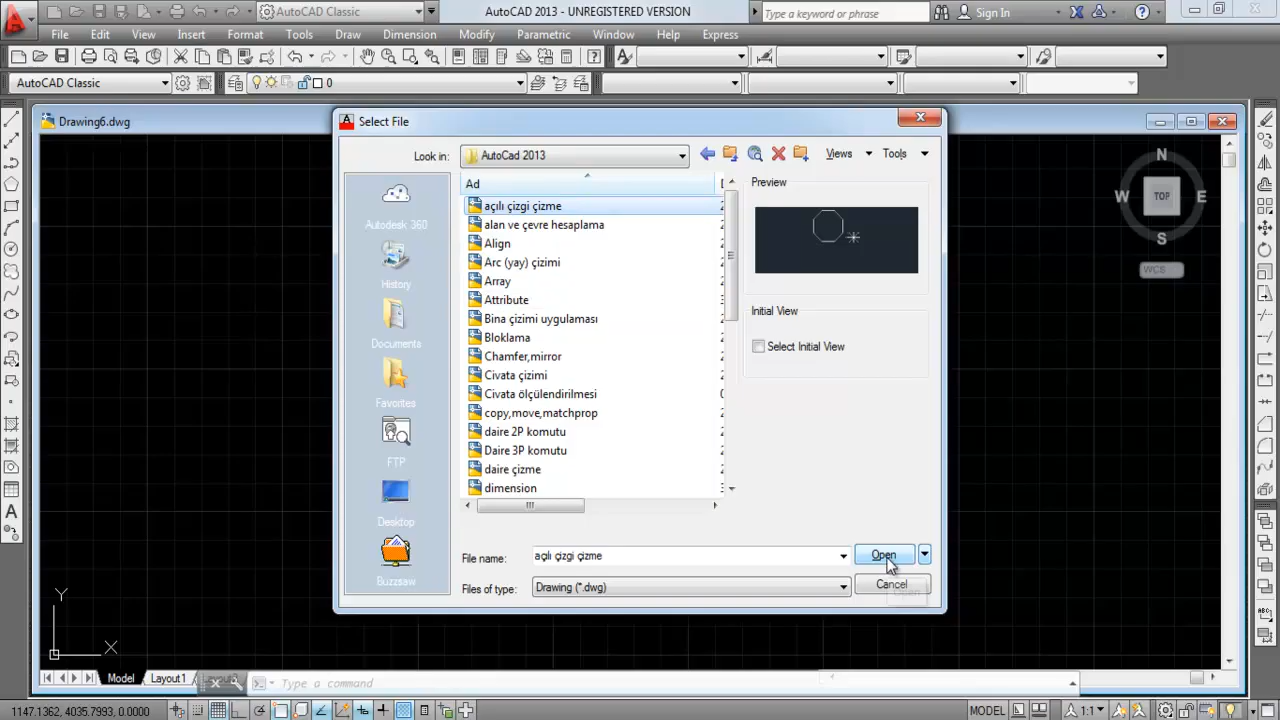 AutoCAD Classic
AutoCAD 2013 - UNREGISTERED VERSION
Type a keyword or phrase
Sign In
File Edit View Insert Format Tools Draw Dimension Modify Parametric Window Help Express
AutoCAD Classic
0
Drawing6.dwg
Select File
Look in:
AutoCad 2013
Views
Tools
Autodesk 360
History
Documents
Favorites
FTP
Desktop
Buzzsaw
Ad
açılı çizgi çizme
alan ve çevre hesaplama
Align
Arc (yay) çizimi
Array
Attribute
Bina çizimi uygulaması
Bloklama
Chamfer,mirror
Civata çizimi
Civata ölçülendirilmesi
copy,move,matchprop
daire 2P komutu
Daire 3P komutu
daire çizme
dimension
Preview
Initial View
Select Initial View
File name:
açılı çizgi çizme
Open
Files of type:
Drawing (*.dwg)
Cancel
N
W TOP E
S
WCS
Y
X
Model Layout1
Type a command
1147.1362, 4035.7993, 0.0000
MODEL
1:1